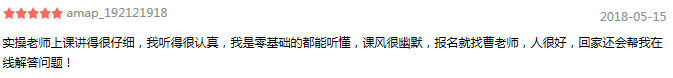 amap_192121918 2018-05-15
实操老师上课讲得很仔细，我听得很认真，我是零基础的都能听懂，课风很幽默，报名就找曹老师，人很好，回家还会帮我在
线解答问题！